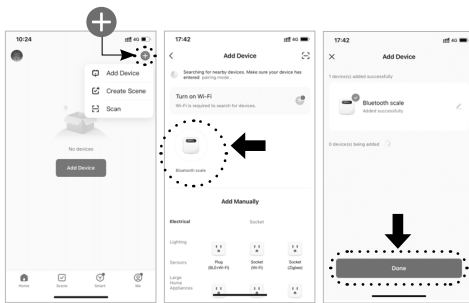 10:24
4G
Add Device
Create Scene
Scan
No devices
Add Device
Home
Scene
Smart
Me
17:42
4G
Add Device
Searching for nearby devices. Make sure your device has
entered pairing mode.
Turn on Wi-Fi
Wi-Fi is required to search for devices.
Bluetooth scale
Add Manually
Electrical
Socket
Lighting
Sensors
Large
Home
Appliances
Plug
(BLE+Wi-Fi)
Socket
(Wi-Fi)
Socket
(Zigbee)
17:42
4G
Add Device
1 device(s) added successfully
Bluetooth scale
Added successfully
0 device(s) being added
Done